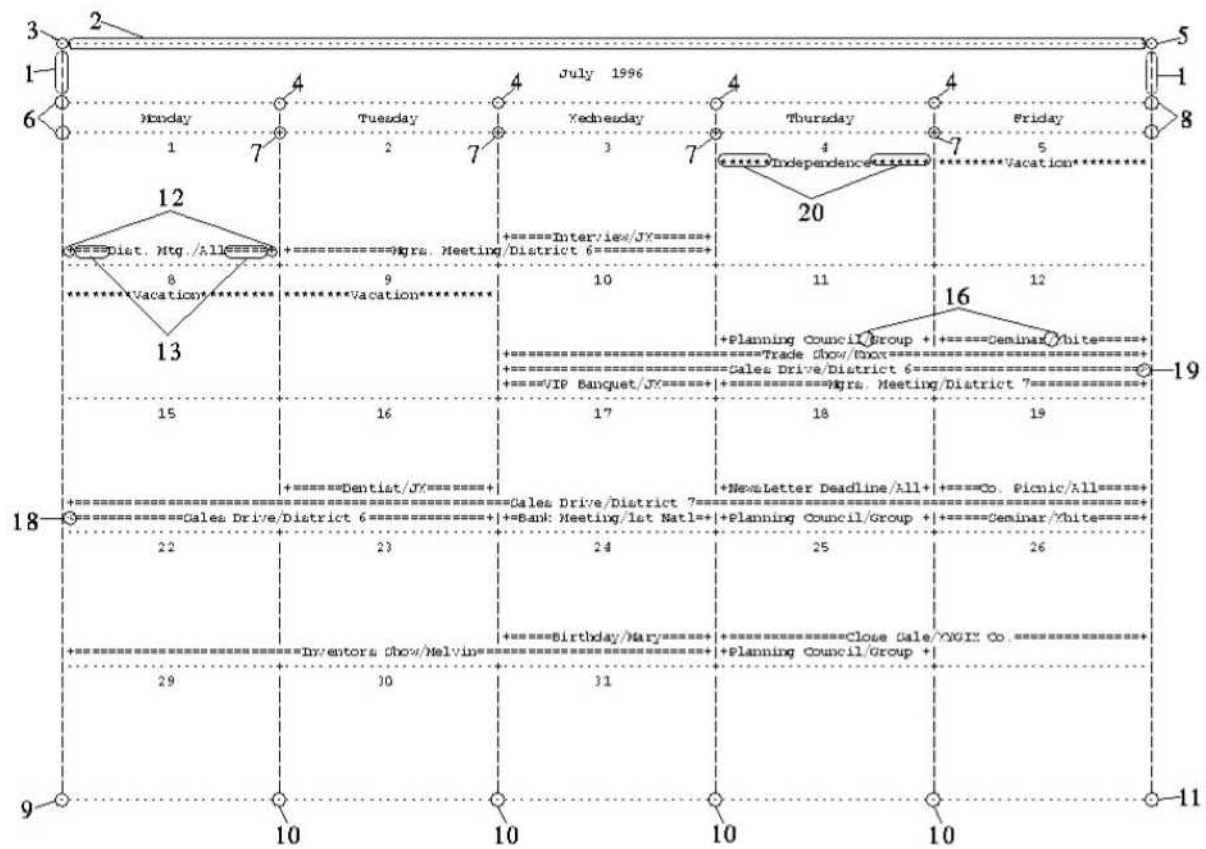 2
3 5
1 July 1996 1
4 4 4 4
6 Monday Tuesday Wednesday Thursday Friday 8
7 7 7 7
1 2 3 4 5
******Independence******* ********Vacation*********
20
12
+=====Interview/JK======+
+====Dist. Mtg./All=====+ +============Mgrs. Meeting/District 6=============+
8 9 10 11 12
********Vacation********* ********Vacation*********
13 16
+Planning Council/Group + +=====Seminar/White=====+
+==============================Trade Show/Knox==============================+
+==========================Sales Drive/District 6===========================+ 19
+====VIP Banquet/JK=====+ +============Mgrs. Meeting/District 7=============+
15 16 17 18 19
+======Dentist/JK=======+ +NewsLetter Deadline/All+ +====Co. Picnic/All=====+
+===================================================Sales Drive/District 7====================================================+
18 +=============Sales Drive/District 6==============+ +=Bank Meeting/1st Natl=+ +Planning Council/Group + +=====Seminar/White=====+
22 23 24 25 26
+=====Birthday/Mary=====+ +==============Close Sale/XYGIX Co.===============+
+===========================Inventors Show/Melvin===========================+ +Planning Council/Group +
29 30 31
9 11
10 10 10 10